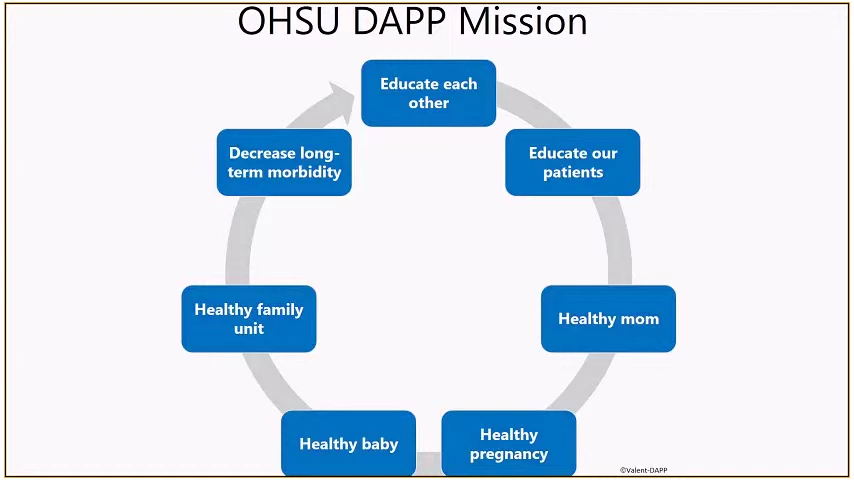 OHSU DAPP Mission
Educate each
other
Educate our
patients
Healthy mom
Healthy
pregnancy
Healthy baby
Healthy family
unit
Decrease long-
term morbidity
©Valent-DAPP